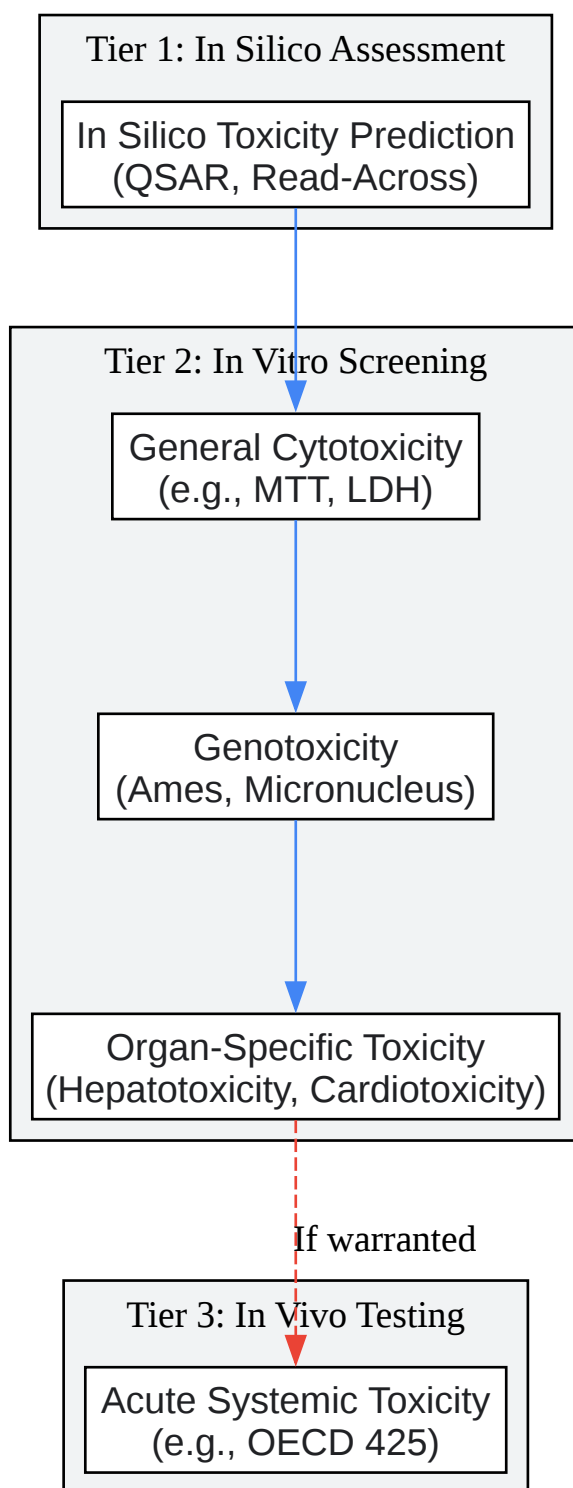 Tier 1: In Silico Assessment
In Silico Toxicity Prediction
(QSAR, Read-Across)
Tier 2: In Vitro Screening
General Cytotoxicity
(e.g., MTT, LDH)
Genotoxicity
(Ames, Micronucleus)
Organ-Specific Toxicity
(Hepatotoxicity, Cardiotoxicity)
If warranted
Tier 3: In Vivo Testing
Acute Systemic Toxicity
(e.g., OECD 425)